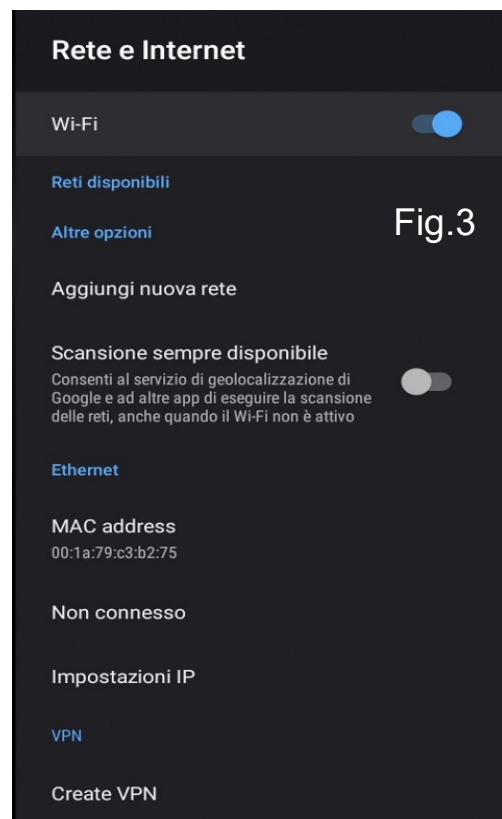 Rete e Internet
Wi-Fi
Reti disponibili
Fig.3
Altre opzioni
Aggiungi nuova rete
Scansione sempre disponibile
Consenti al servizio di geolocalizzazione di
Google e ad altre app di eseguire la scansione
delle reti, anche quando il Wi-Fi non è attivo
Ethernet
MAC address
00:1a:79:c3:b2:75
Non connesso
Impostazioni IP
VPN
Create VPN